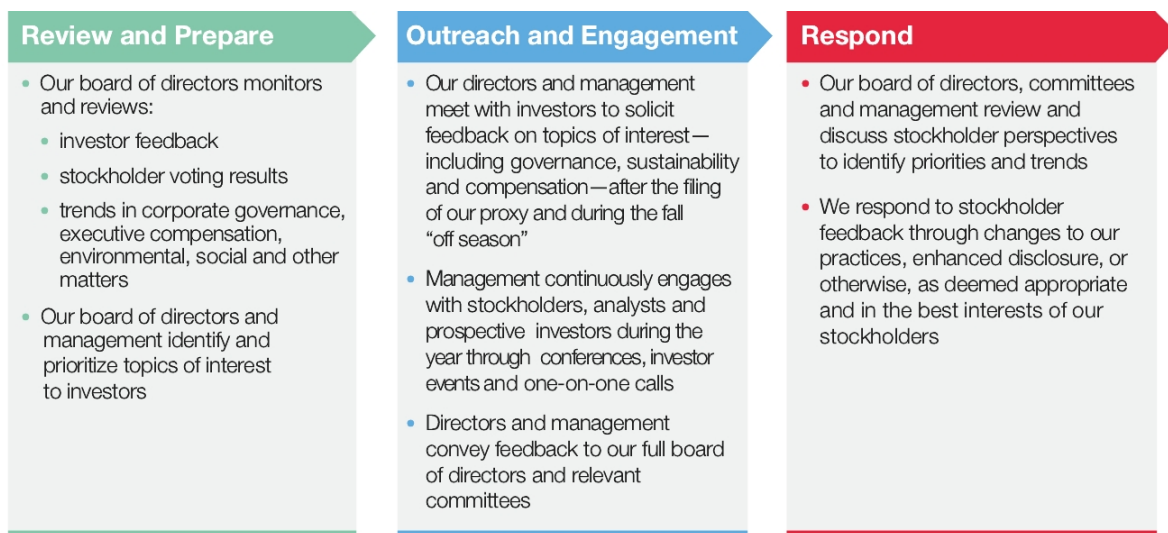 Review and Prepare
• Our board of directors monitors
and reviews:
• investor feedback
• stockholder voting results
• trends in corporate governance,
executive compensation,
environmental, social and other
matters
• Our board of directors and
management identify and
prioritize topics of interest
to investors
Outreach and Engagement
• Our directors and management
meet with investors to solicit
feedback on topics of interest—
including governance, sustainability
and compensation—after the filing
of our proxy and during the fall
“off season”
• Management continuously engages
with stockholders, analysts and
prospective investors during the
year through conferences, investor
events and one-on-one calls
• Directors and management
convey feedback to our full board
of directors and relevant
committees
Respond
• Our board of directors, committees
and management review and
discuss stockholder perspectives
to identify priorities and trends
• We respond to stockholder
feedback through changes to our
practices, enhanced disclosure, or
otherwise, as deemed appropriate
and in the best interests of our
stockholders